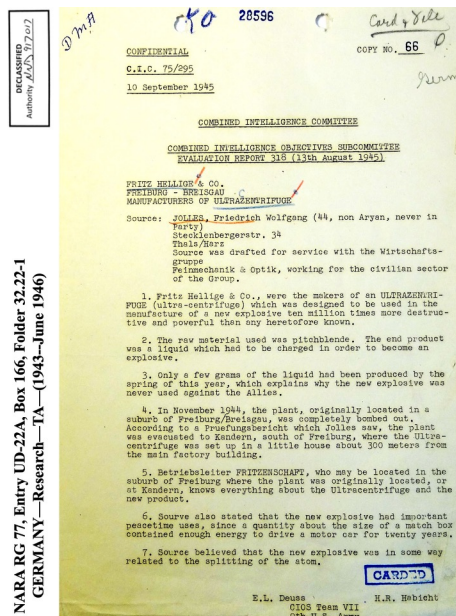 DECLASSIFIED
Authority NND 917017
NARA RG 77, Entry UD-22A, Box 166, Folder 32.22-1
GERMANY—Research—TA—(1943—June 1946)
28596
Card & File
CONFIDENTIAL
COPY NO. 66
C.I.C. 75/295
10 September 1945
COMBINED INTELLIGENCE COMMITTEE
COMBINED INTELLIGENCE OBJECTIVES SUBCOMMITTEE
EVALUATION REPORT 318 (13th August 1945)
FRITZ HELLIGE & CO.
FREIBURG - BREISGAU
MANUFACTURERS OF ULTRAZENTRIFUGE
Source: JOLLES, Friedrich Wolfgang (44, non Aryan, never in
Party)
Stecklenbergerstr. 34
Thals/Harz
Source was drafted for service with the Wirtschafts-
gruppe
Feinmechanik & Optik, working for the civilian sector
of the Group.
1. Fritz Hellige & Co., were the makers of an ULTRAZENTRI-
FUGE (ultra-centrifuge) which was designed to be used in the
manufacture of a new explosive ten million times more destruc-
tive and powerful than any heretofore known.
2. The raw material used was pitchblende. The end product
was a liquid which had to be charged in order to become an
explosive.
3. Only a few grams of the liquid had been produced by the
spring of this year, which explains why the new explosive was
never used against the Allies.
4. In November 1944, the plant, originally located in a
suburb of Freiburg/Breisgau, was completely bombed out.
According to a Pruefungsbericht which Jolles saw, the plant
was evacuated to Kandern, south of Freiburg, where the Ultra-
centrifuge was set up in a little house about 300 meters from
the main factory building.
5. Betriebsleiter FRITZENSCHAFT, who may be located in the
suburb of Freiburg where the plant was originally located, or
at Kandern, knows everything about the Ultracentrifuge and the
new product.
6. Sourve also stated that the new explosive had important
peacetime uses, since a quantity about the size of a match box
contained enough energy to drive a motor car for twenty years.
7. Source believed that the new explosive was in some way
related to the splitting of the atom.
CARDED
E.L. Deuss H.R. Habicht
CIOS Team VII
9th U.S. Army